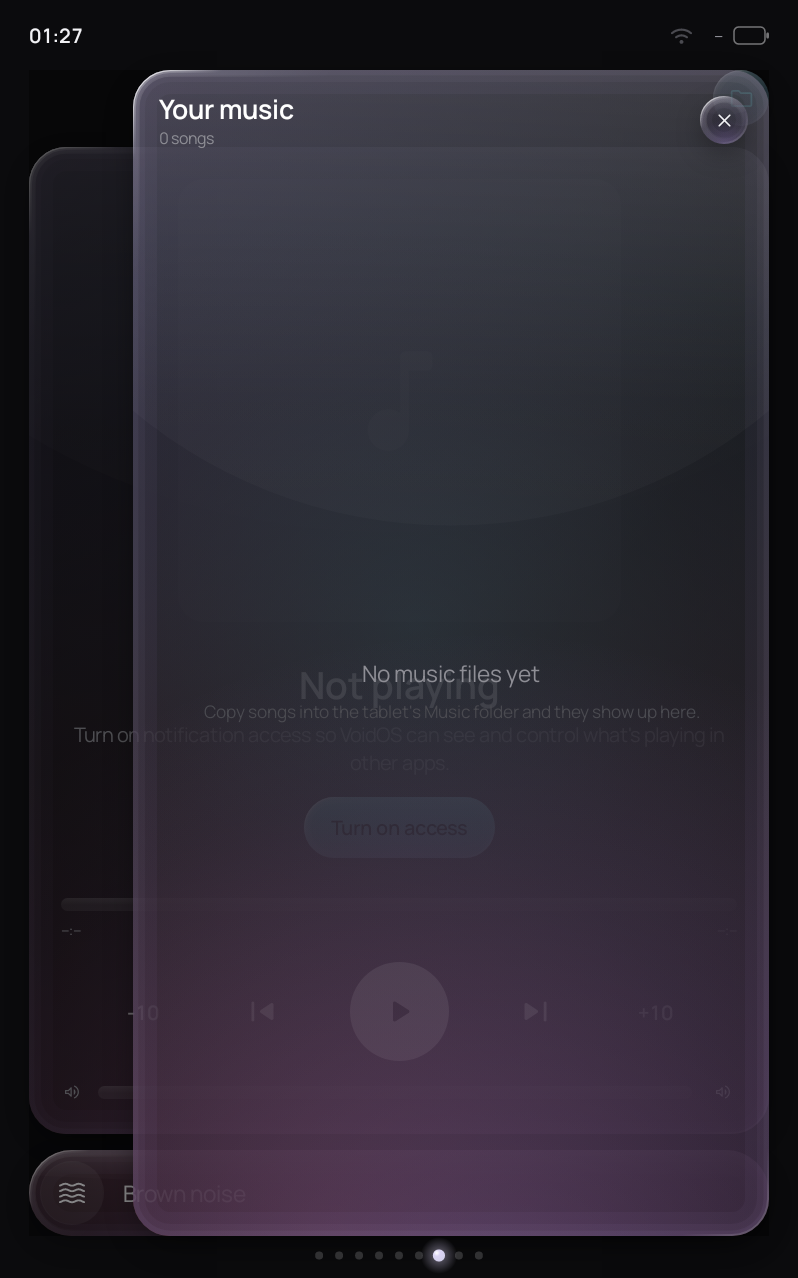 01:27
Your music
0 songs
No music files yet
Not playing
Copy songs into the tablet's Music folder and they show up here.
Turn on notification access so VoidOS can see and control what's playing in
other apps.
Turn on access
--:--
--:--
-10
+10
Brown noise